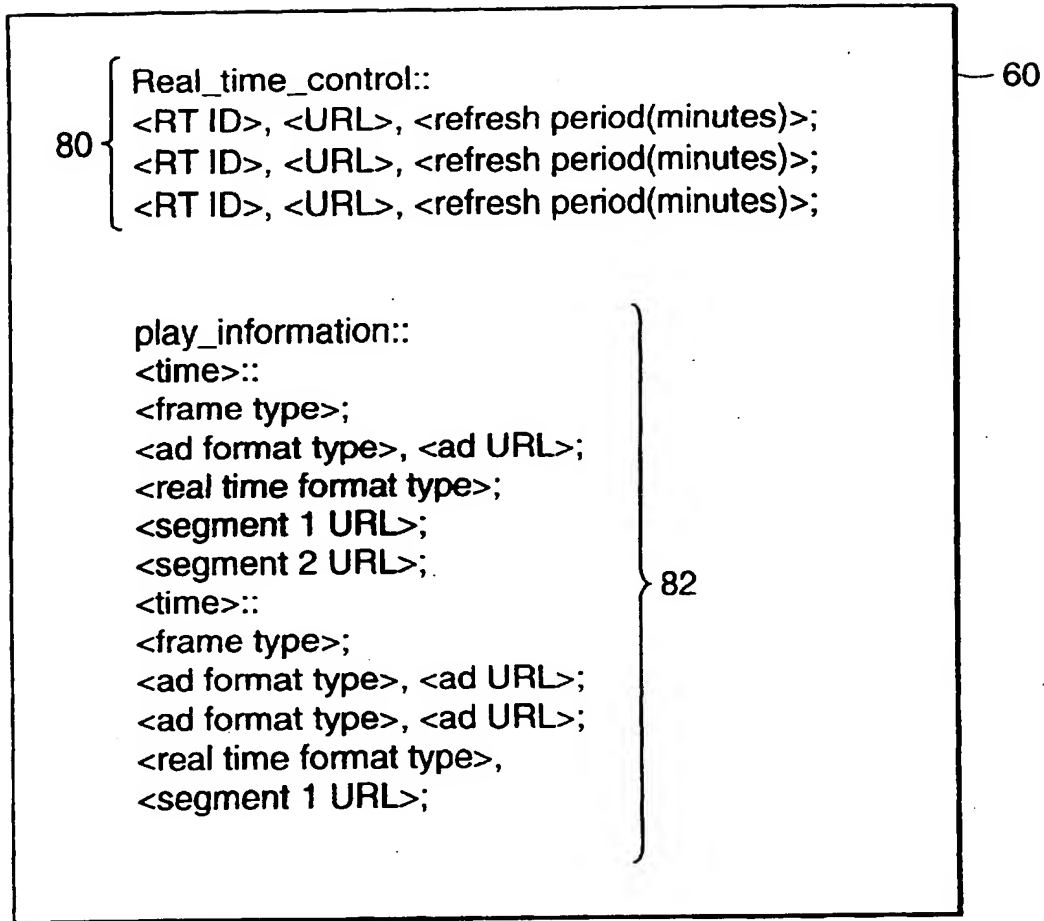 Real_time_control::
60
80
<RT ID>, <URL>, <refresh period(minutes)>;
<RT ID>, <URL>, <refresh period(minutes)>;
<RT ID>, <URL>, <refresh period(minutes)>;
play_information::
<time>::
<frame type>;
<ad format type>, <ad URL>;
<real time format type>;
<segment 1 URL>;
<segment 2 URL>;
82
<time>::
<frame type>;
<ad format type>, <ad URL>;
<ad format type>, <ad URL>;
<real time format type>,
<segment 1 URL>;